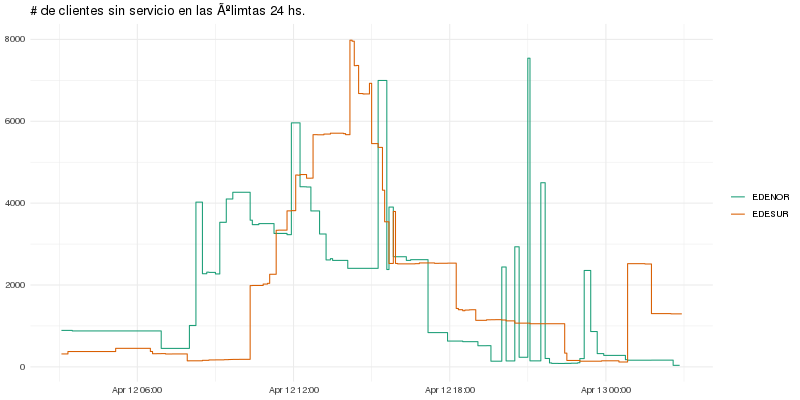 # de clientes sin servicio en las Ãºlimtas 24 hs.
8000
6000
4000
2000
0
Apr 12 06:00
Apr 12 12:00
Apr 12 18:00
Apr 13 00:00
EDENOR
EDESUR